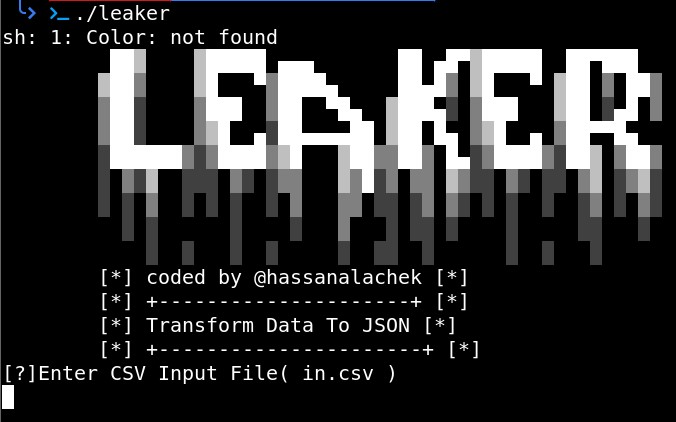 >_ ./leaker
sh: 1: Color: not found
LEAKER
[*] coded by @hassanalachek [*]
[*] +---------------------+ [*]
[*] Transform Data To JSON [*]
[*] +----------------------+ [*]
[?]Enter CSV Input File( in.csv )